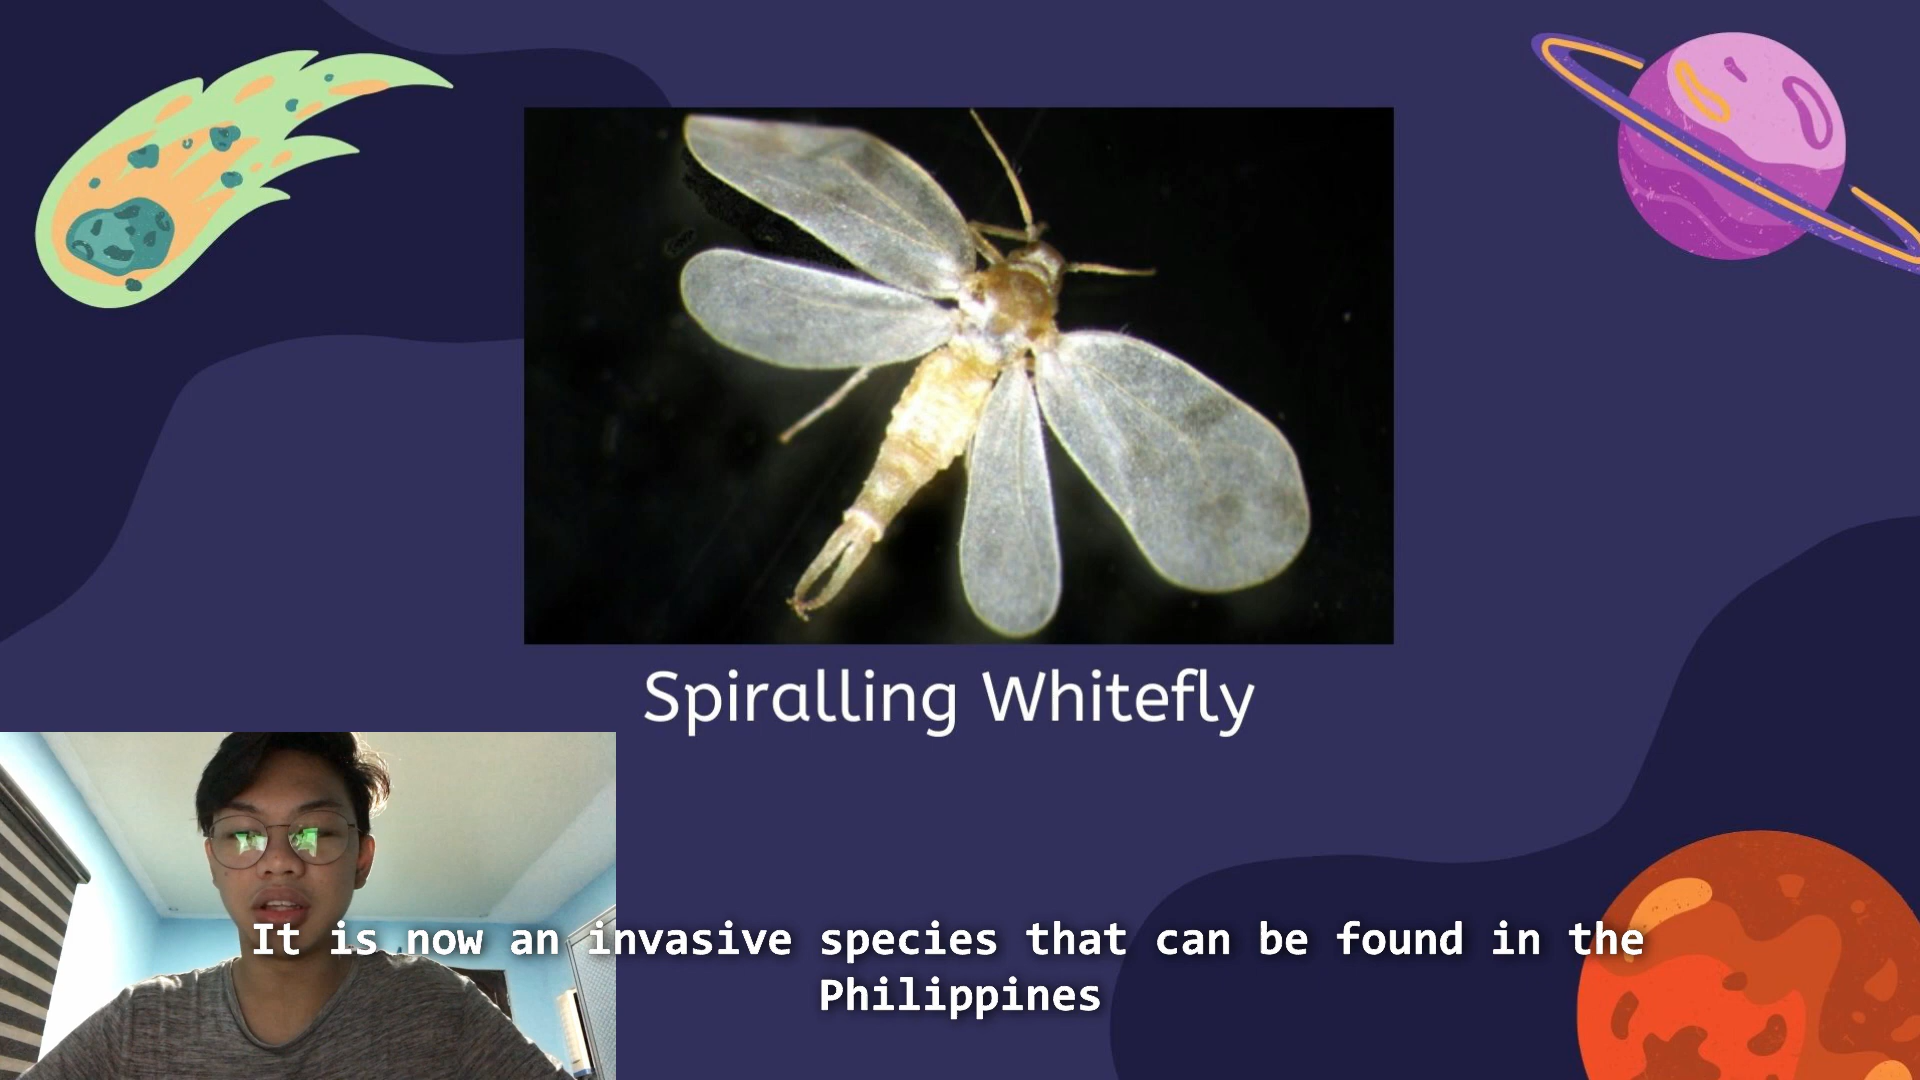 Spiralling Whitefly
It is now an invasive species that can be found in the
Philippines